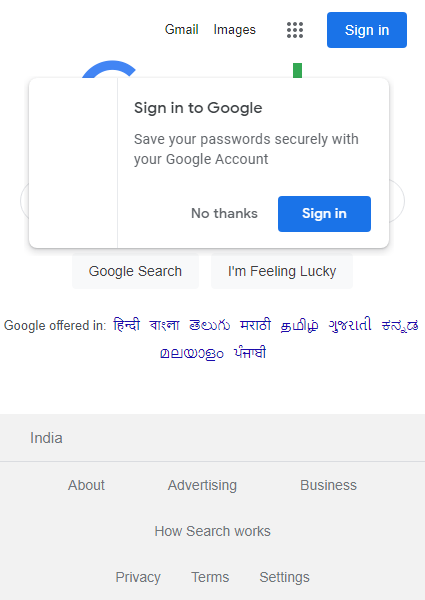 Gmail Images Sign in
Sign in to Google
Save your passwords securely with
your Google Account
No thanks Sign in
Google Search I'm Feeling Lucky
Google offered in: हिन्दी বাংলা తెలుగు मराठी தமிழ் ગુજરાતી ಕನ್ನಡ
മലയാളം ਪੰਜਾਬੀ
India
About Advertising Business
How Search works
Privacy Terms Settings